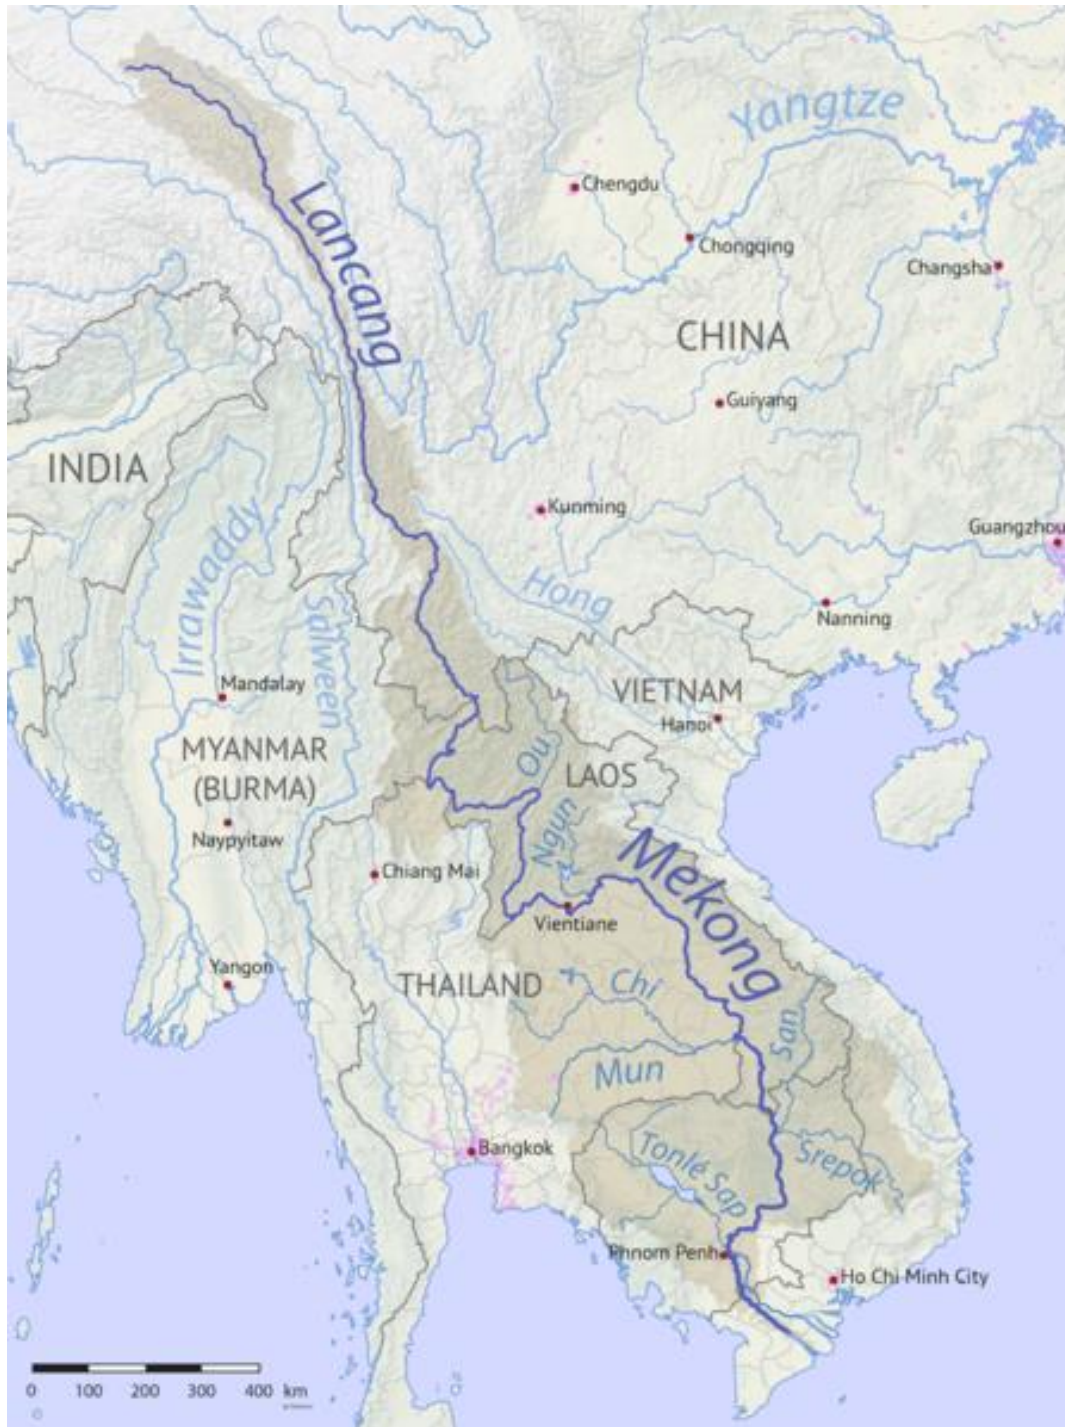 Yangtze
Chengdu
Lancang
Chongqing
Changsha
CHINA
Guiyang
INDIA
Kunming
Irrawaddy
Guangzhou
Hong
Salween
Nanning
Mandalay
VIETNAM
Hanoi
MYANMAR
(BURMA)
Ou
LAOS
Naypyitaw
Ngun
Mekong
Chiang Mai
Vientiane
Yangon
THAILAND
Chi
San
Mun
Bangkok
Tonlé Sap
Srepok
Phnom Penh
Ho Chi Minh City
0 100 200 300 400 km